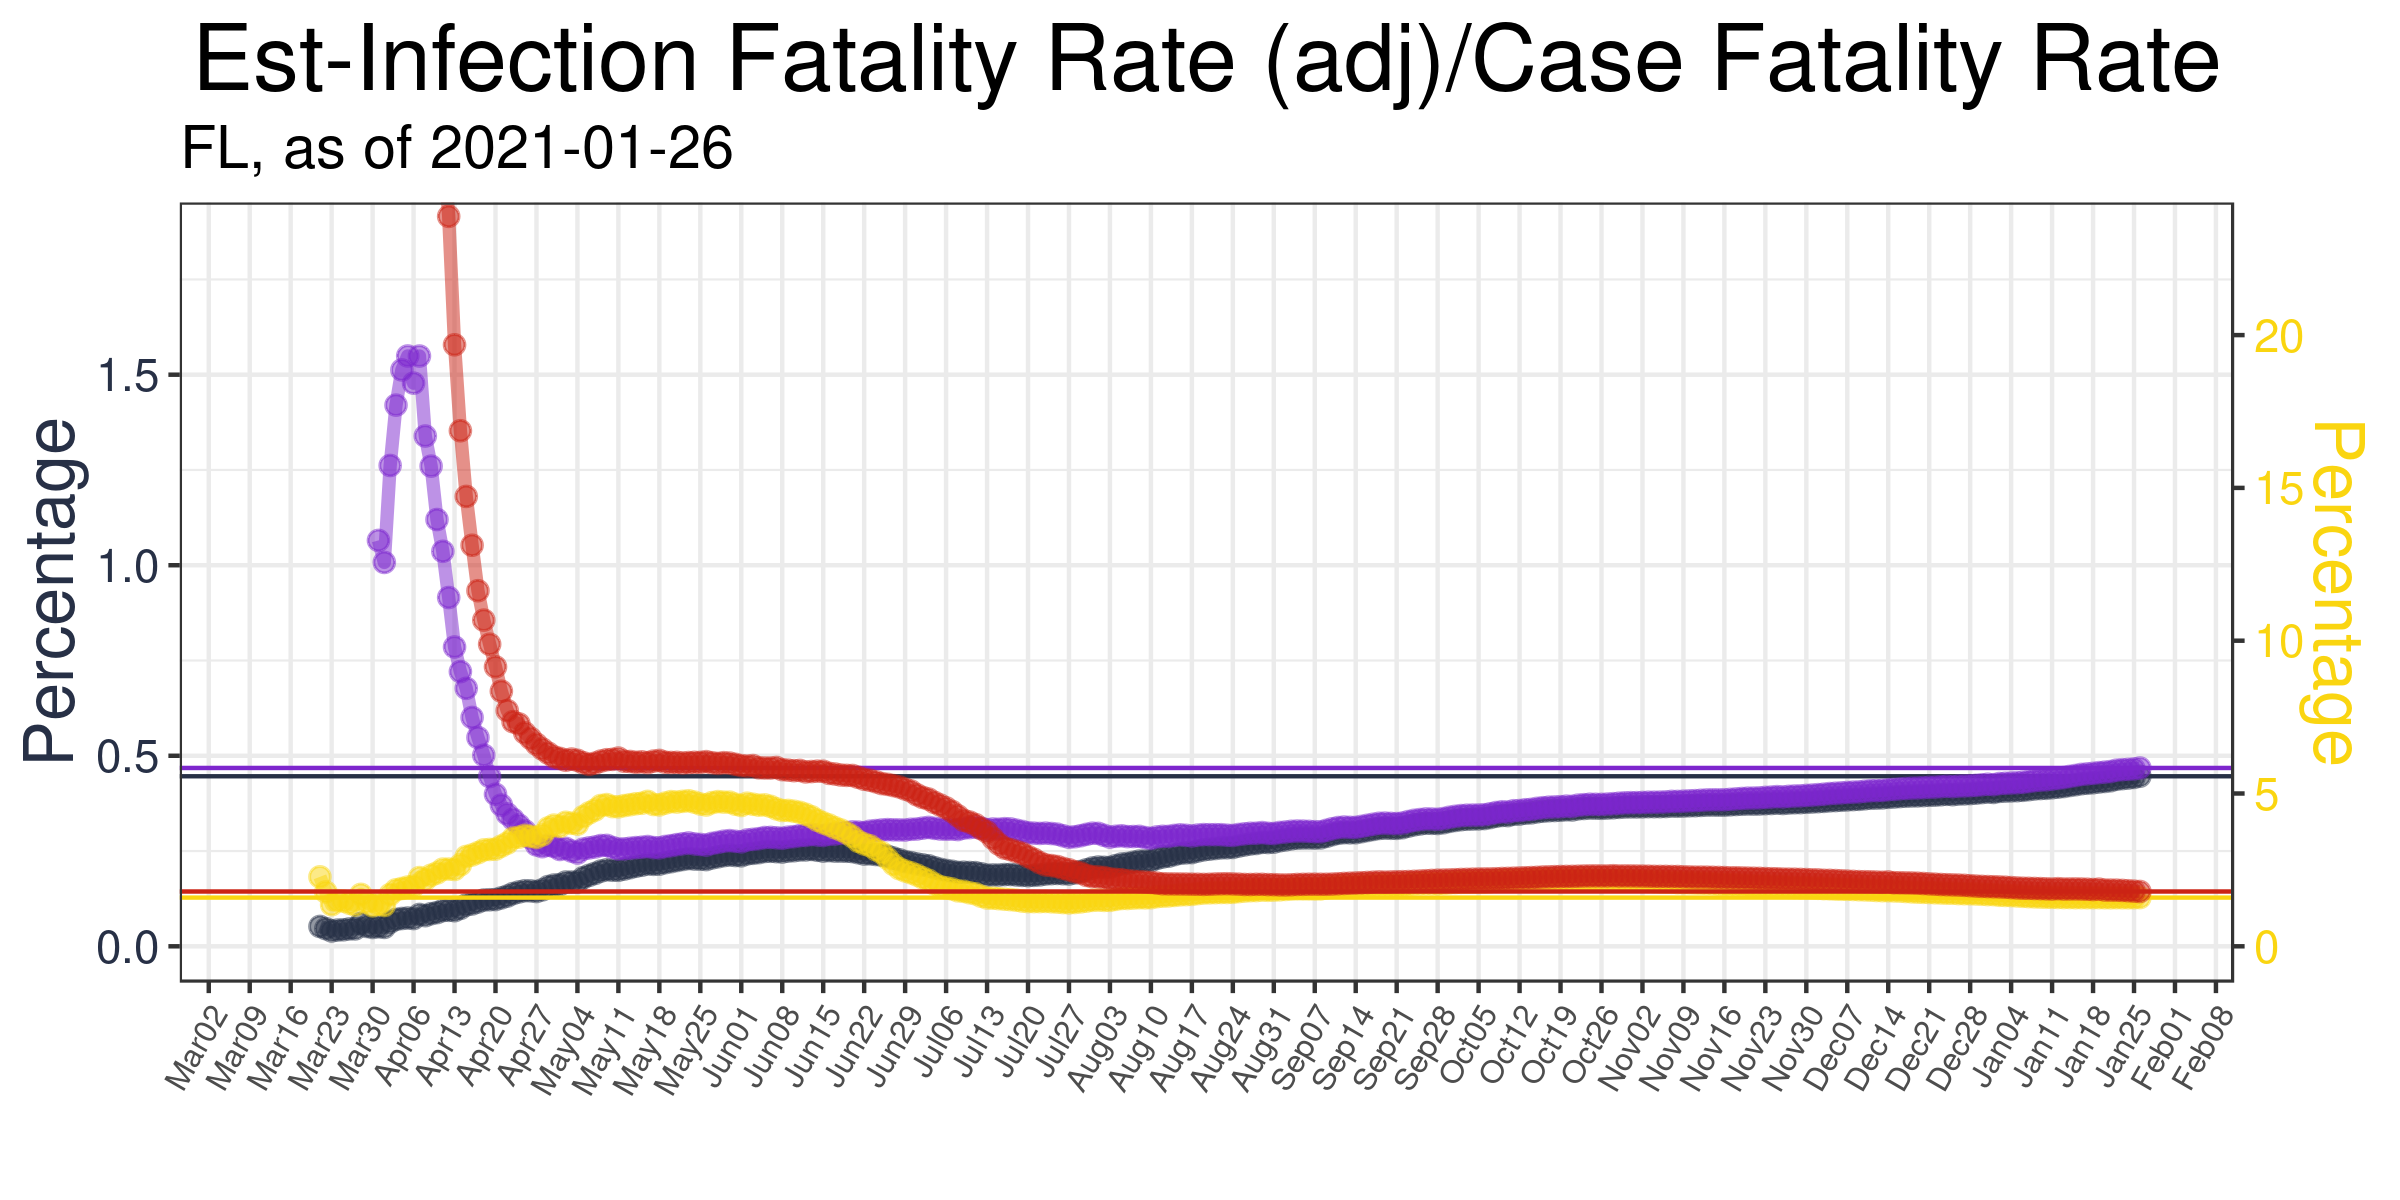 Est-Infection Fatality Rate (adj)/Case Fatality Rate
FL, as of 2021-01-26
Percentage
1.5
1.0
0.5
0.0
20
15
10
5
0
Percentage
Mar02
Mar09
Mar16
Mar23
Mar30
Apr06
Apr13
Apr20
Apr27
May04
May11
May18
May25
Jun01
Jun08
Jun15
Jun22
Jun29
Jul06
Jul13
Jul20
Jul27
Aug03
Aug10
Aug17
Aug24
Aug31
Sep07
Sep14
Sep21
Sep28
Oct05
Oct12
Oct19
Oct26
Nov02
Nov09
Nov16
Nov23
Nov30
Dec07
Dec14
Dec21
Dec28
Jan04
Jan11
Jan18
Jan25
Feb01
Feb08